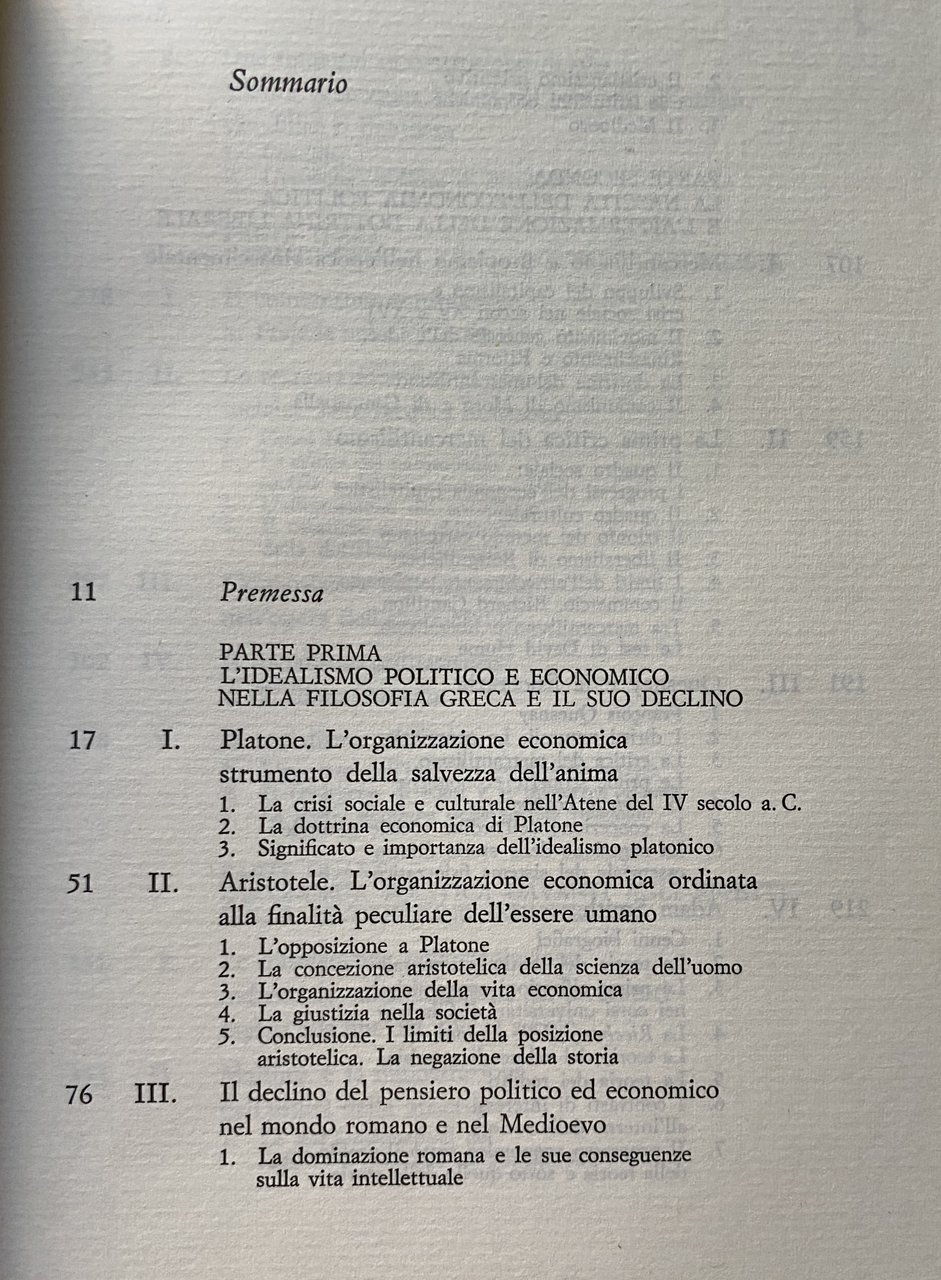 Sommario
11 Premessa
PARTE PRIMA
L'IDEALISMO POLITICO E ECONOMICO
NELLA FILOSOFIA GRECA E IL SUO DECLINO
17 I. Platone. L'organizzazione economica
strumento della salvezza dell'anima
1. La crisi sociale e culturale nell'Atene del IV secolo a. C.
2. La dottrina economica di Platone
3. Significato e importanza dell'idealismo platonico
51 II. Aristotele. L'organizzazione economica ordinata
alla finalità peculiare dell'essere umano
1. L'opposizione a Platone
2. La concezione aristotelica della scienza dell'uomo
3. L'organizzazione della vita economica
4. La giustizia nella società
5. Conclusione. I limiti della posizione
aristotelica. La negazione della storia
76 III. Il declino del pensiero politico ed economico
nel mondo romano e nel Medioevo
1. La dominazione romana e le sue conseguenze
sulla vita intellettuale